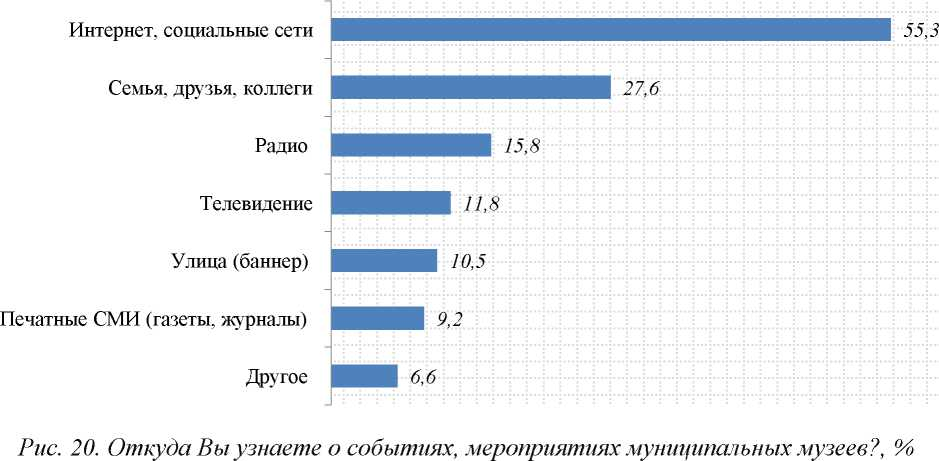 Интернет, социальные сети 55,3
Семья, друзья, коллеги 27,6
Радио 15,8
Телевидение 11,8
Улица (баннер) 10,5
Печатные СМИ (газеты, журналы) 9,2
Другое 6,6
Рис. 20. Откуда Вы узнаете о событиях, мероприятиях муниципальных музеев?, %